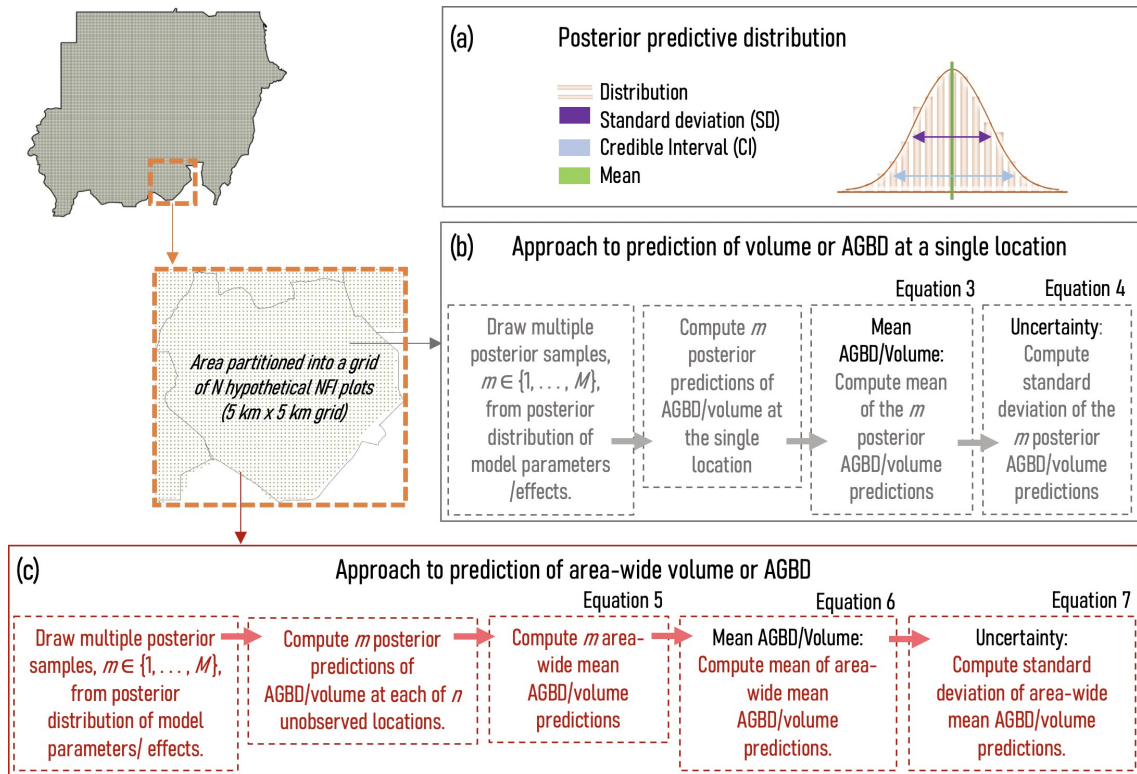 (a)
Posterior predictive distribution
Distribution
Standard deviation (SD)
Credible Interval (CI)
Mean
Area partitioned into a grid
of N hypothetical NFI plots
(5 km x 5 km grid)
(b)
Approach to prediction of volume or AGBD at a single location
Draw multiple
posterior samples,
m ∈ {1, . . . , M},
from posterior
distribution of
model parameters
/effects.
Compute m
posterior
predictions of
AGBD/volume at
the single
location
Equation 3
Mean
AGBD/Volume:
Compute mean
of the m
posterior
AGBD/volume
predictions
Equation 4
Uncertainty:
Compute
standard
deviation of the
m posterior
AGBD/volume
predictions
(c)
Approach to prediction of area-wide volume or AGBD
Draw multiple posterior
samples, m ∈ {1, . . . , M},
from posterior
distribution of model
parameters/ effects.
Compute m posterior
predictions of
AGBD/volume at each of n
unobserved locations.
Equation 5
Compute m area-
wide mean
AGBD/volume
predictions
Equation 6
Mean AGBD/Volume:
Compute mean of area-
wide mean
AGBD/volume
predictions.
Equation 7
Uncertainty:
Compute standard
deviation of area-wide
mean AGBD/volume
predictions.